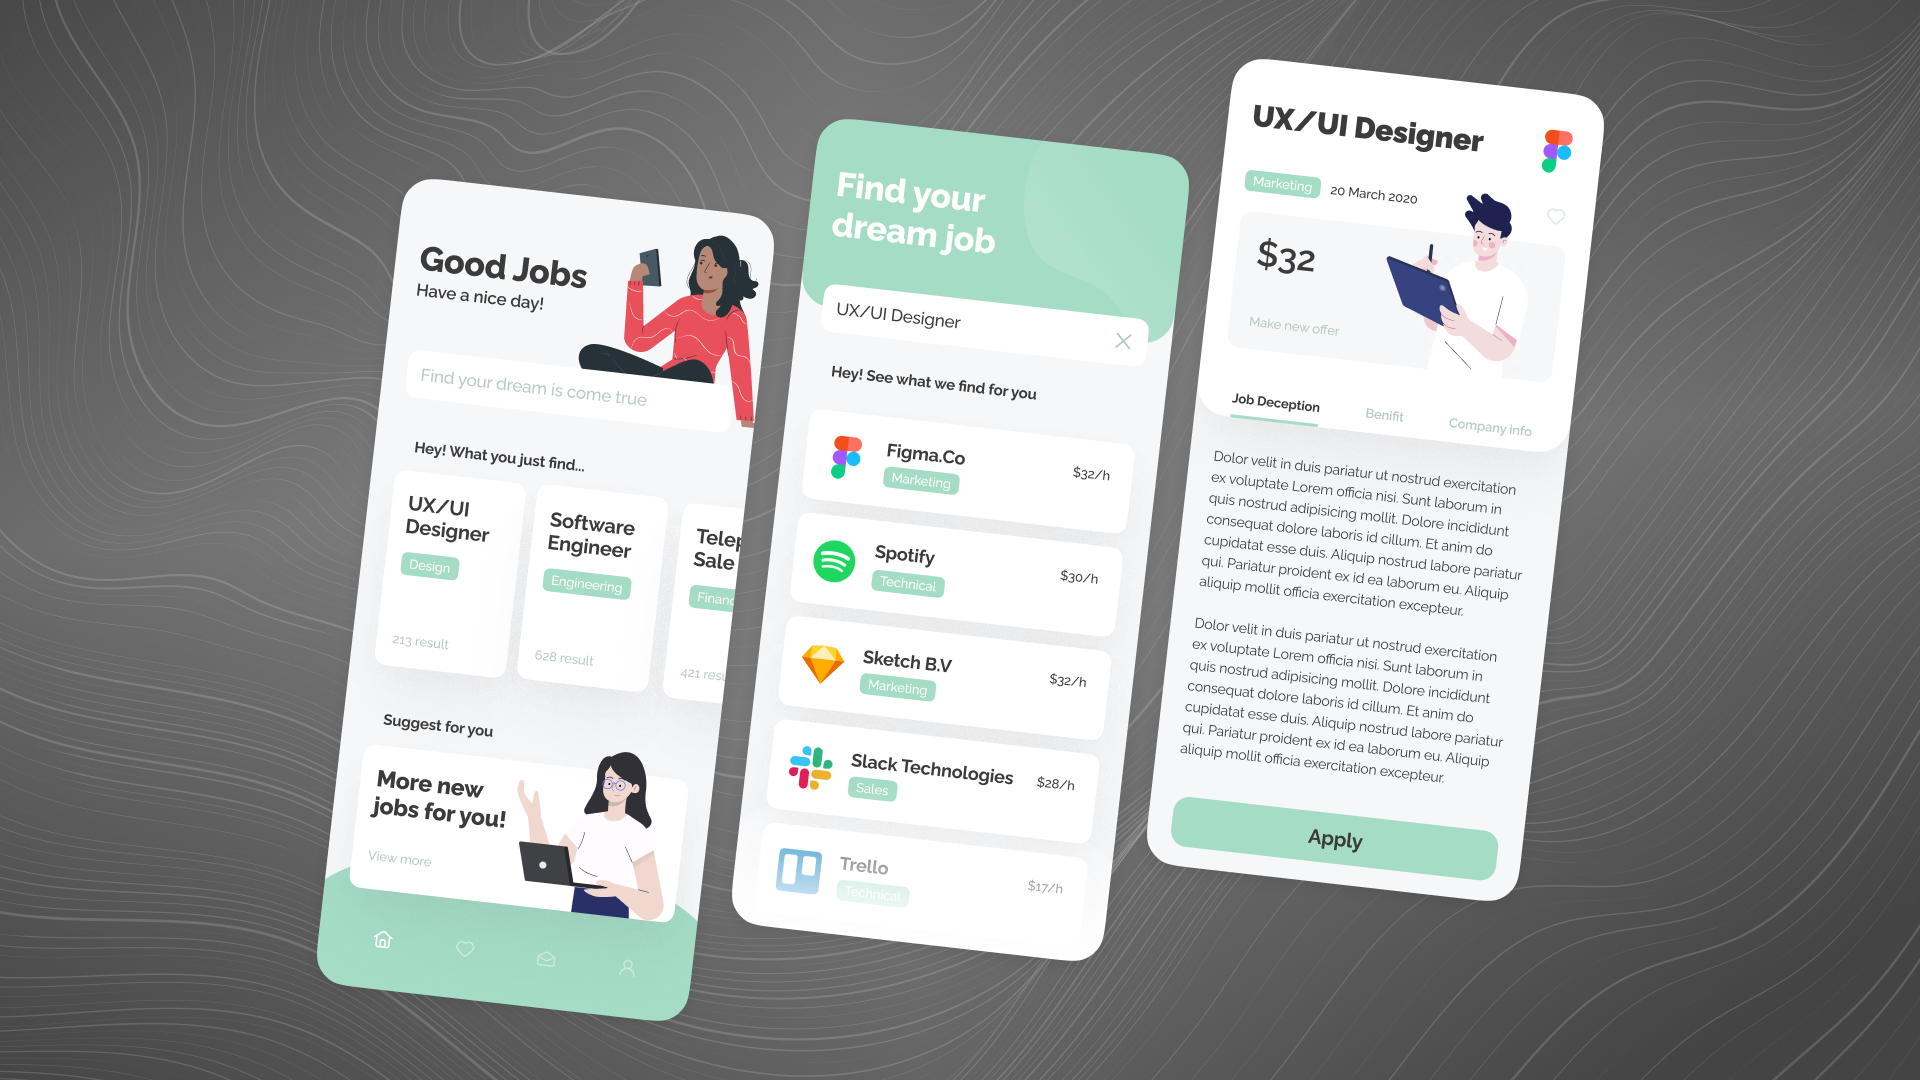 Good Jobs
Have a nice day!
Find your dream is come true
Hey! What you just find...
UX/UI
Designer
Design
213 result
Software
Engineer
Engineering
628 result
Sale
Suggest for you
More new
jobs for you!
View more
Find your
dream job
UX/UI Designer
Hey! See what we find for you
Figma.Co
Marketing
$32/h
Spotify
Technical
$30/h
Sketch B.V
Marketing
$32/h
Slack Technologies
Sales
$28/h
Trello
Technical
$17/h
UX/UI Designer
Marketing
20 March 2020
$32
Make new offer
Job Deception
Benifit
Company info
Dolor velit in duis pariatur ut nostrud exercitation
ex voluptate Lorem officia nisi. Sunt laborum in
quis nostrud adipisicing mollit. Dolore incididunt
consequat dolore laboris id cillum. Et anim do
cupidatat esse duis. Aliquip nostrud labore pariatur
qui. Pariatur proident ex id ea laborum eu. Aliquip
aliquip mollit officia exercitation excepteur.
Dolor velit in duis pariatur ut nostrud exercitation
ex voluptate Lorem officia nisi. Sunt laborum in
quis nostrud adipisicing mollit. Dolore incididunt
consequat dolore laboris id cillum. Et anim do
cupidatat esse duis. Aliquip nostrud labore pariatur
qui. Pariatur proident ex id ea laborum eu. Aliquip
aliquip mollit officia exercitation excepteur.
Apply